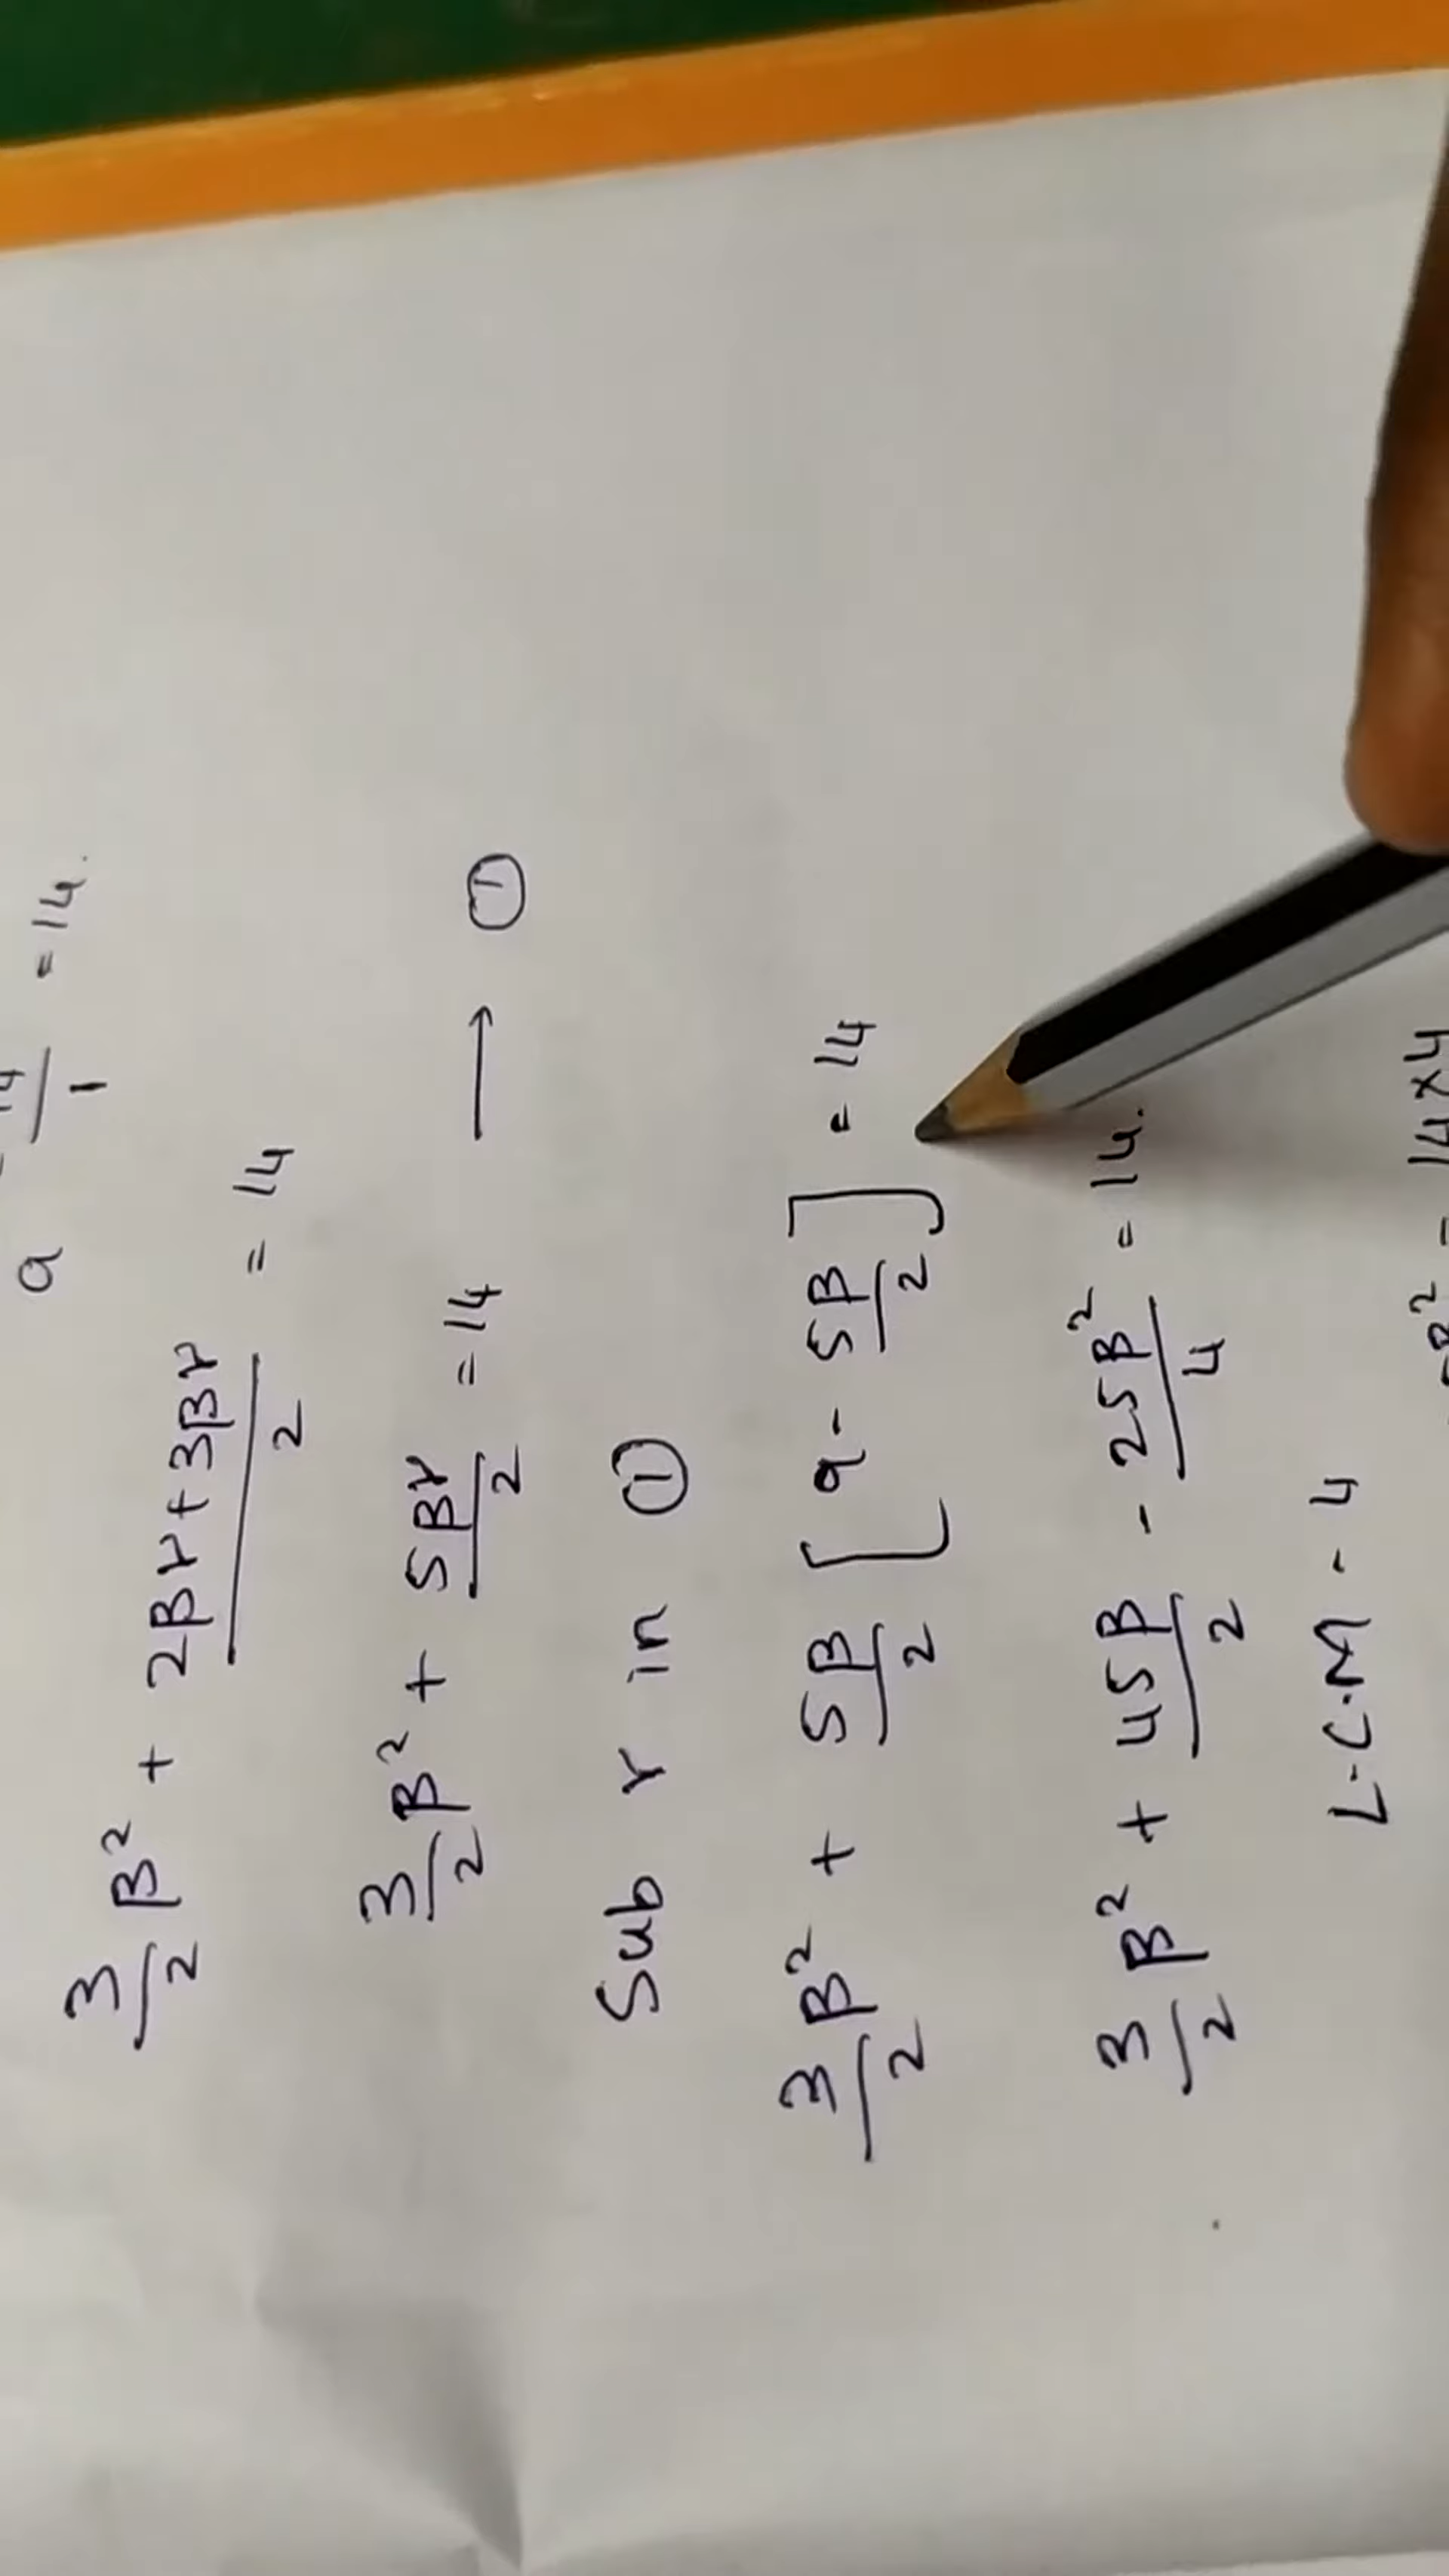 a 1 = 14.
3/2 β² + 2βγ+3βγ/2 = 14
3/2 β² + 5βγ/2 = 14 → ①
Sub γ in ①
3/2 β² + 5β/2 [9 - 5β/2] = 14
3/2 β² + 45β/2 - 25β²/4 = 14.
L.C.M - 4
= 14×4